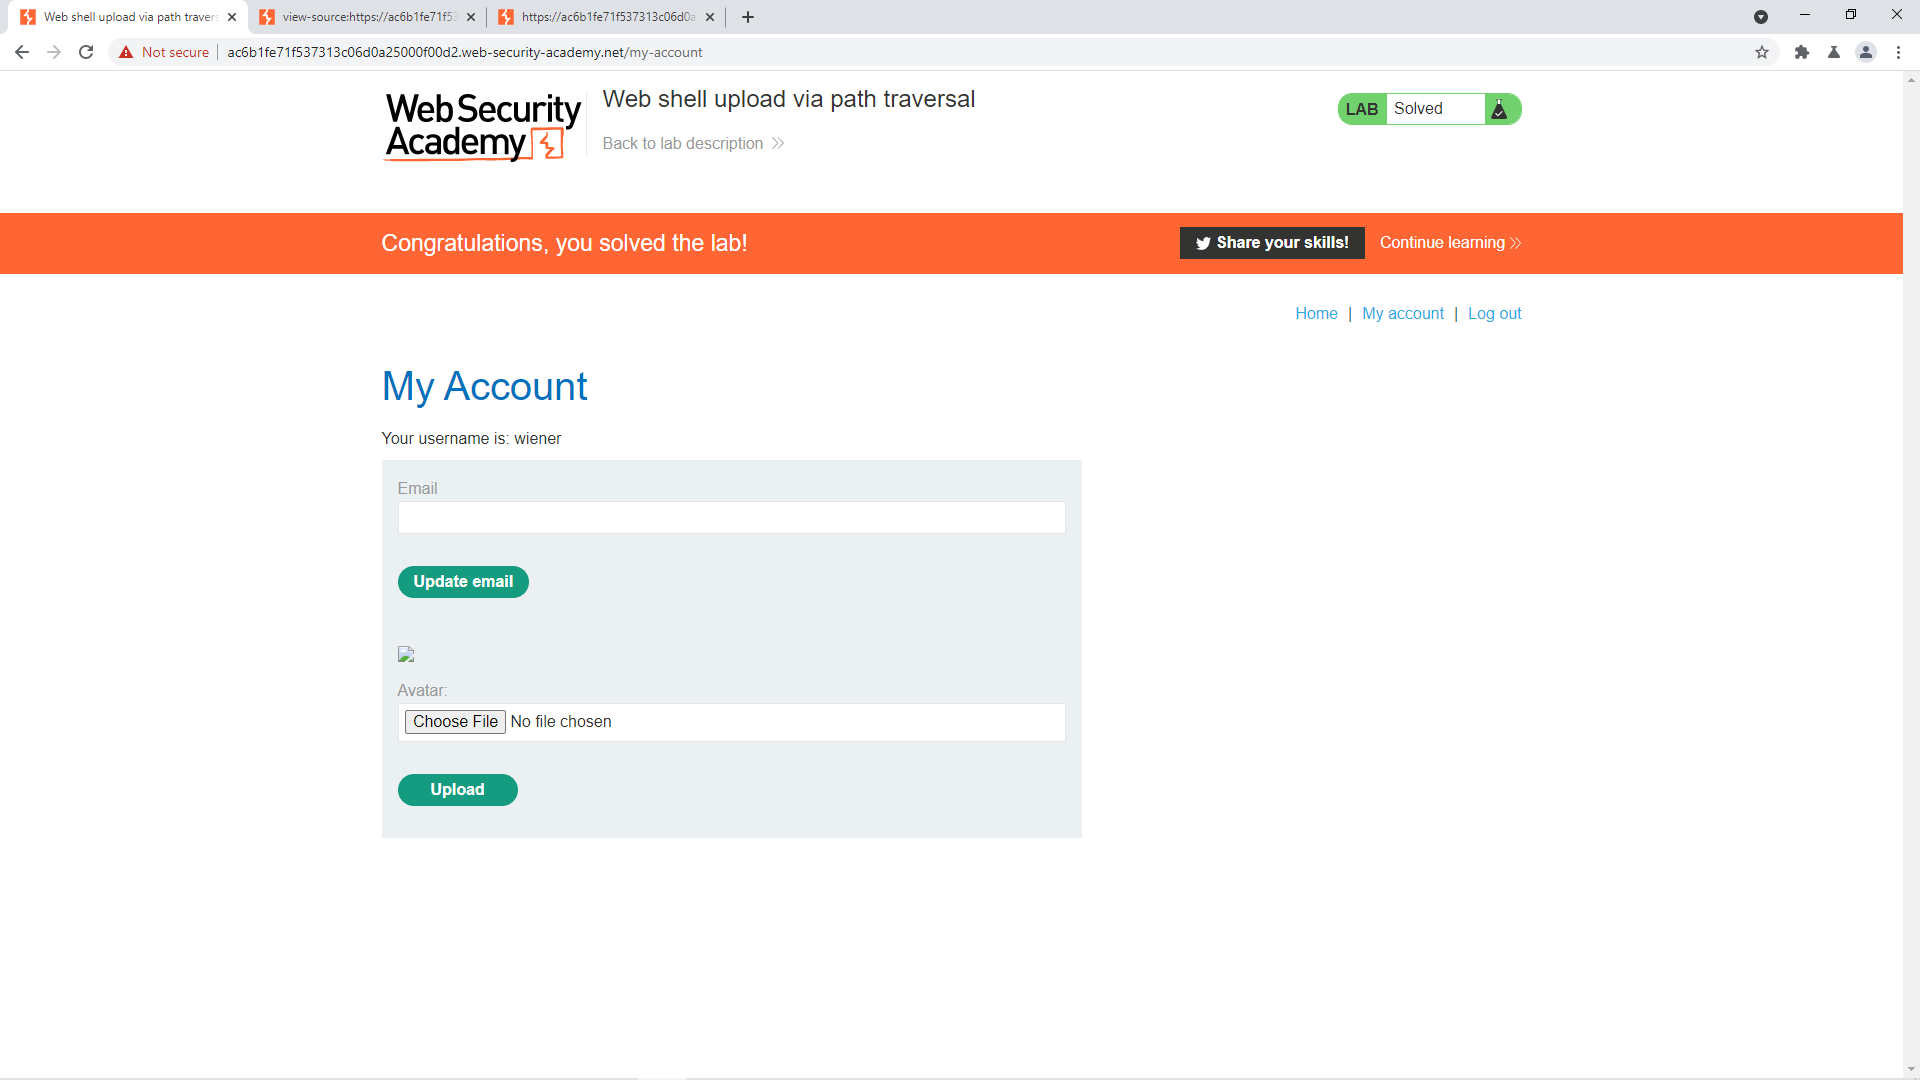 Web shell upload via path travers
view-source:https://ac6b1fe71f53
https://ac6b1fe71f537313c06d0a
Not secure
ac6b1fe71f537313c06d0a25000f00d2.web-security-academy.net/my-account
Web Security
Academy
Web shell upload via path traversal
Back to lab description
LAB Solved
Congratulations, you solved the lab!
Share your skills!
Continue learning
Home | My account | Log out
My Account
Your username is: wiener
Email
Update email
Avatar:
Choose File No file chosen
Upload